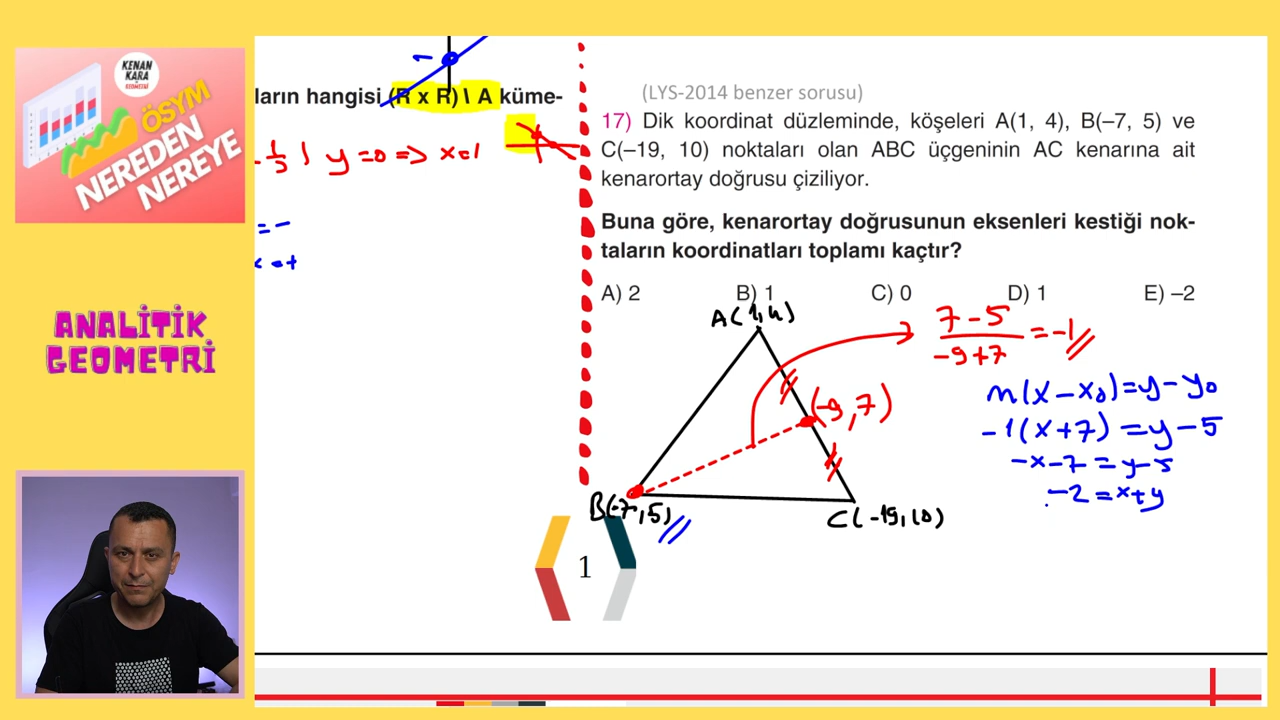 KENAN
KARA
GEOMETRİ
ÖSYM
NEREDEN
NEREYE
ANALİTİK
GEOMETRİ
ların hangisi (R x R) \ A küme-
y = 0 => x = 1
(LYS-2014 benzer sorusu)
17) Dik koordinat düzleminde, köşeleri A(1, 4), B(–7, 5) ve
C(–19, 10) noktaları olan ABC üçgeninin AC kenarına ait
kenarortay doğrusu çiziliyor.
Buna göre, kenarortay doğrusunun eksenleri kestiği nok-
taların koordinatları toplamı kaçtır?
A) 2 B) 1 C) 0 D) 1 E) –2
A(1,4)
7-5
-9+7
=-1
(-9,7)
m(x-x0)=y-y0
-1(x+7)=y-5
-x-7=y-5
-2=x+y
B(-7,5)
C(-19,10)
1